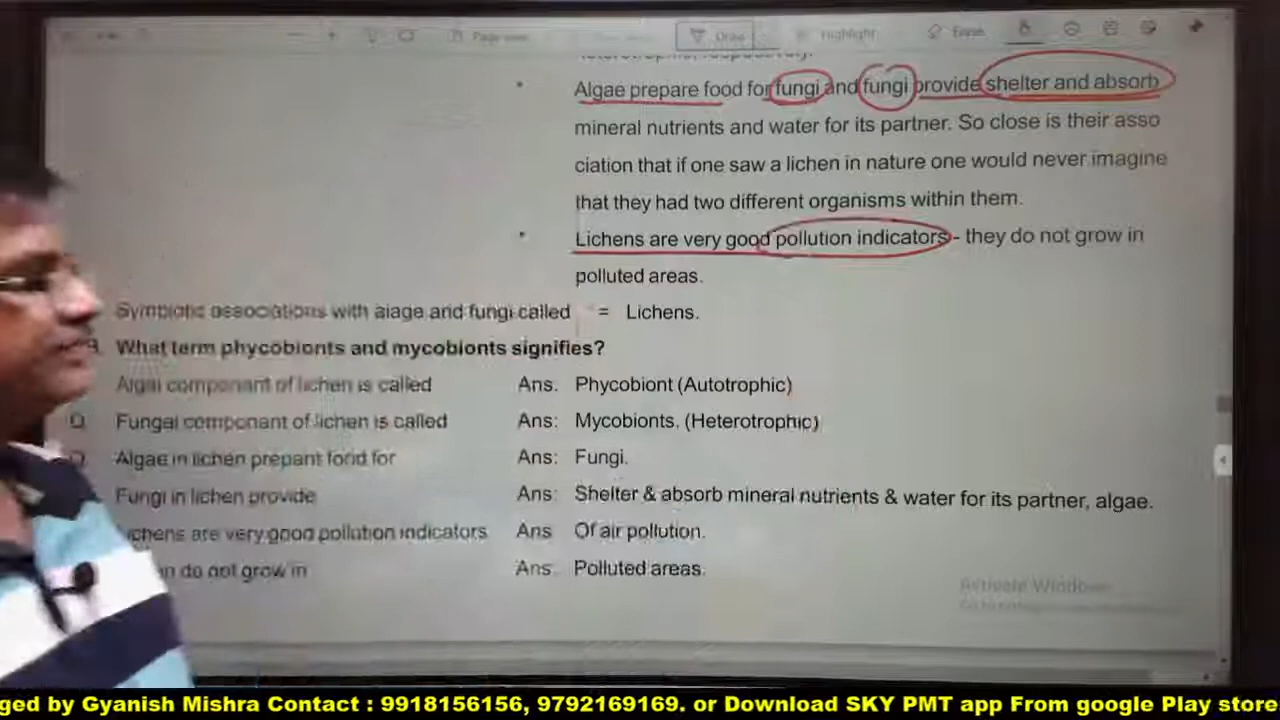 Draw
Highlight
Algae prepare food for fungi and fungi provide shelter and absorb
mineral nutrients and water for its partner. So close is their asso
ciation that if one saw a lichen in nature one would never imagine
that they had two different organisms within them.
Lichens are very good pollution indicators - they do not grow in
polluted areas.
Symbiotic associations with alage and fungi called = Lichens.
What term phycobionts and mycobionts signifies?
Algal component of lichen is called Ans: Phycobiont (Autotrophic)
Q. Fungal component of lichen is called Ans: Mycobionts. (Heterotrophic)
Algae in lichen prepant food for Ans: Fungi.
Fungi in lichen provide Ans: Shelter & absorb mineral nutrients & water for its partner, algae.
ichens are very good pollution indicators Ans Of air pollution.
n do not grow in Ans. Polluted areas.
Activate Windows
ged by Gyanish Mishra Contact : 9918156156, 9792169169. or Download SKY PMT app From google Play store